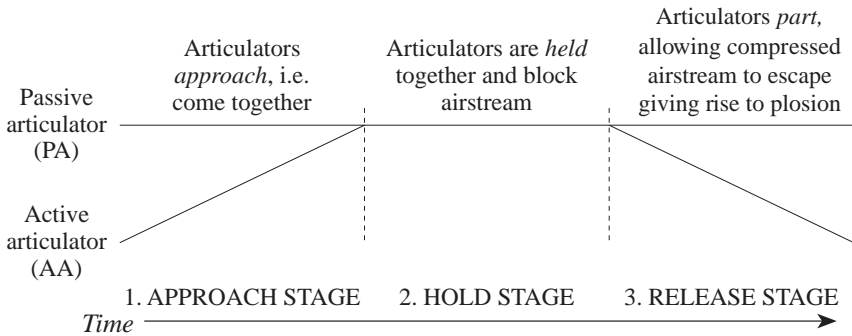 Articulators
approach, i.e.
come together
Articulators are held
together and block
airstream
Articulators part,
allowing compressed
airstream to escape
giving rise to plosion
Passive
articulator
(PA)
Active
articulator
(AA)
1. APPROACH STAGE
2. HOLD STAGE
3. RELEASE STAGE
Time